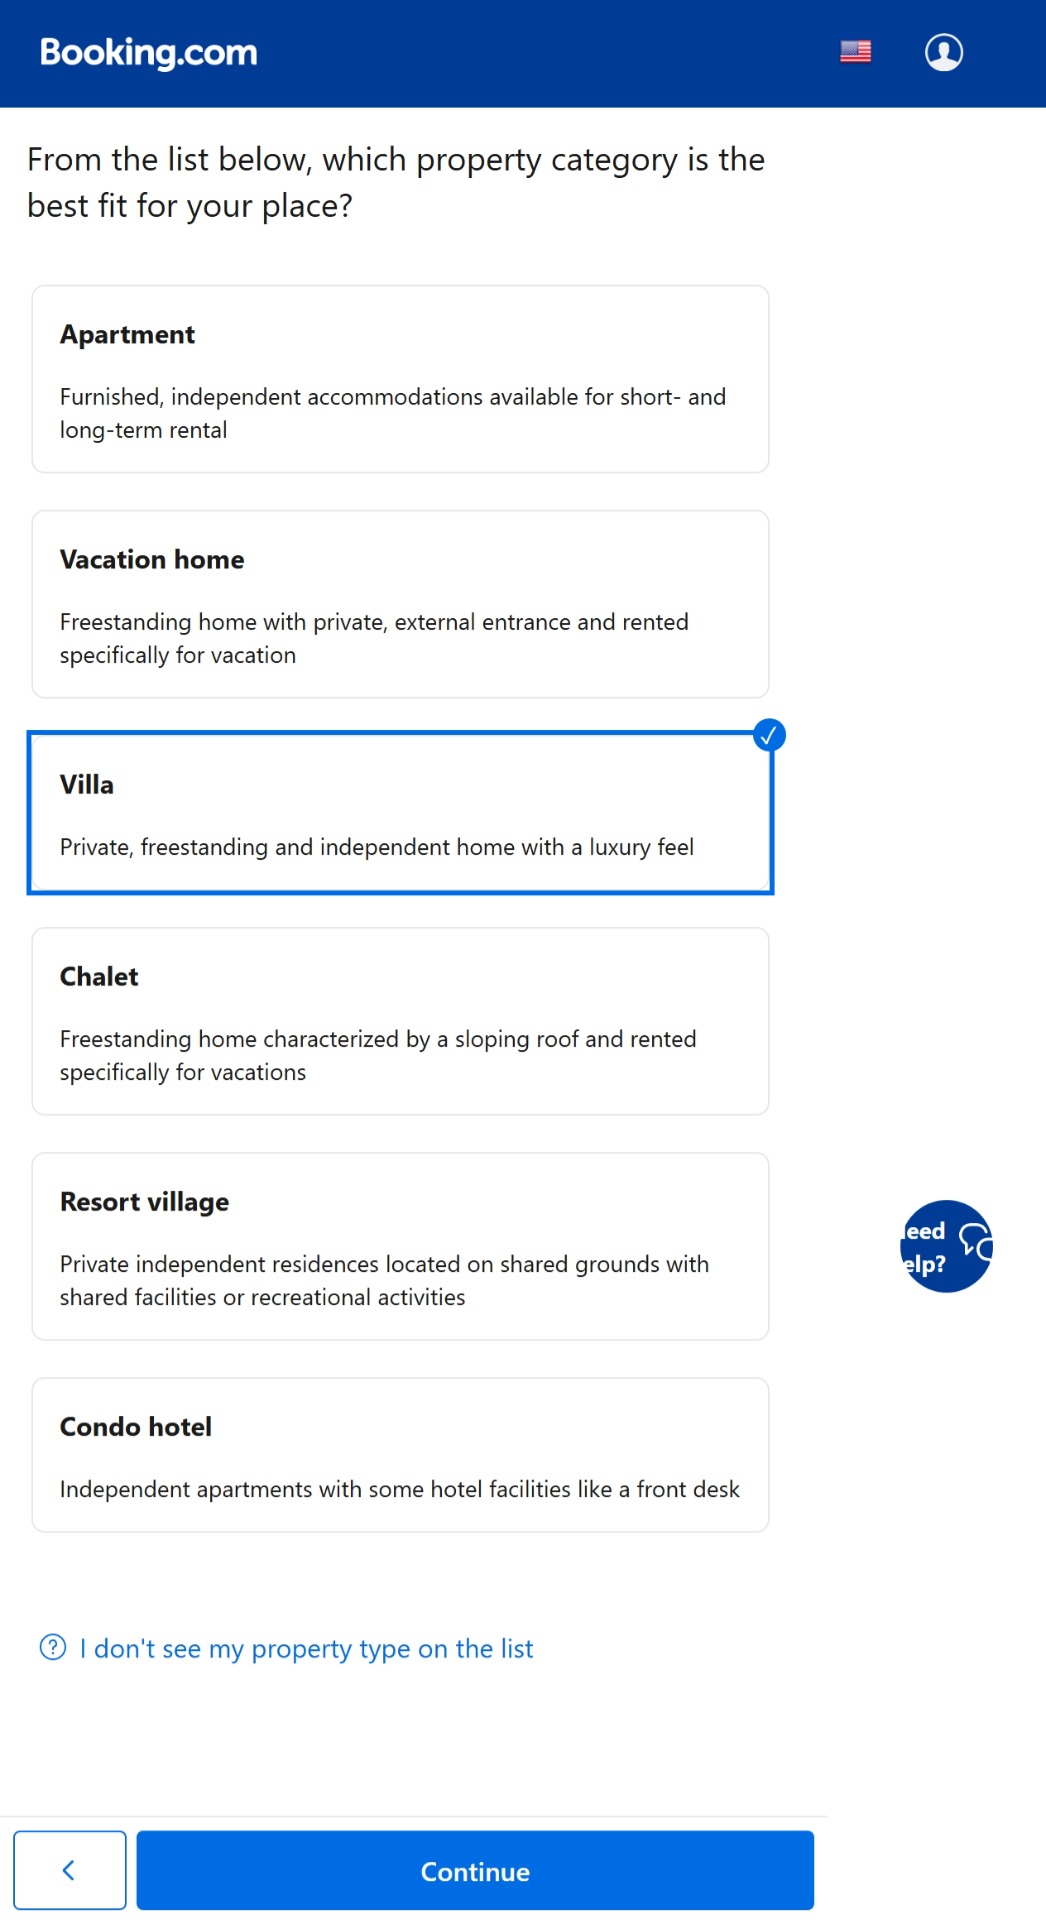 Booking.com
From the list below, which property category is the
best fit for your place?
Apartment
Furnished, independent accommodations available for short- and
long-term rental
Vacation home
Freestanding home with private, external entrance and rented
specifically for vacation
Villa
Private, freestanding and independent home with a luxury feel
Chalet
Freestanding home characterized by a sloping roof and rented
specifically for vacations
Resort village
Private independent residences located on shared grounds with
shared facilities or recreational activities
eed
elp?
Condo hotel
Independent apartments with some hotel facilities like a front desk
I don't see my property type on the list
Continue